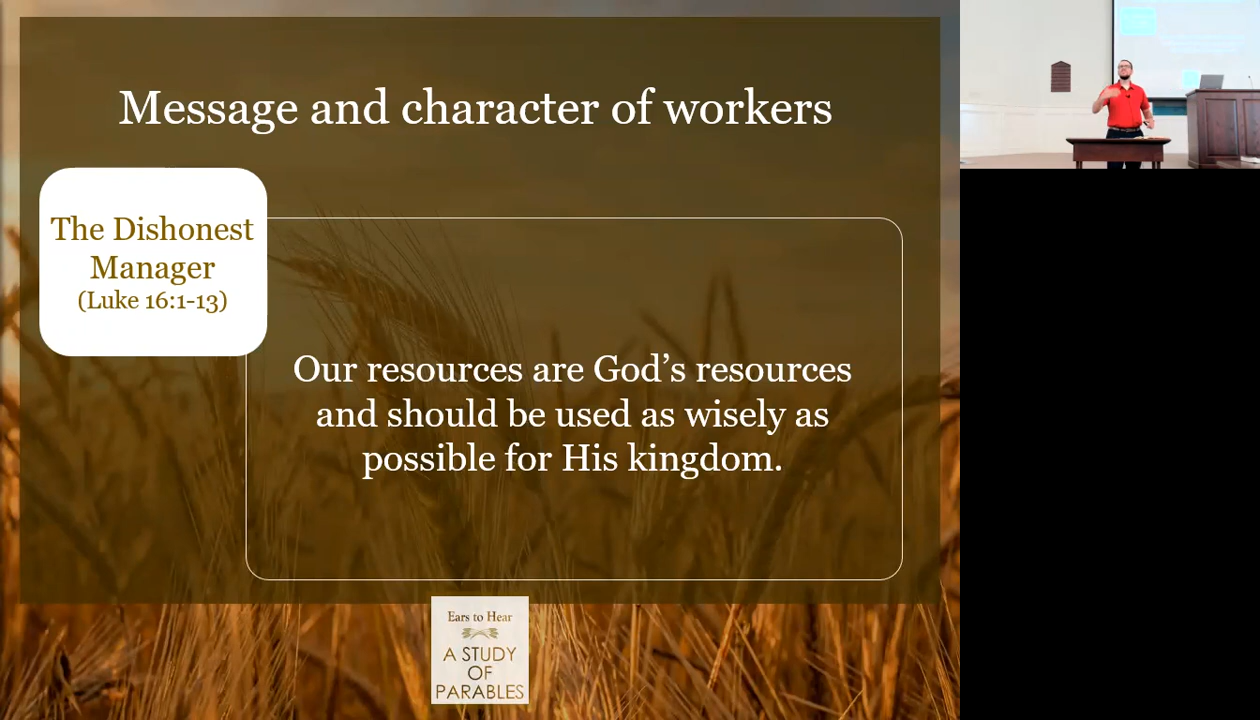 Message and character of workers
The Dishonest
Manager
(Luke 16:1-13)
Our resources are God’s resources
and should be used as wisely as
possible for His kingdom.
Ears to Hear
A STUDY
OF
PARABLES